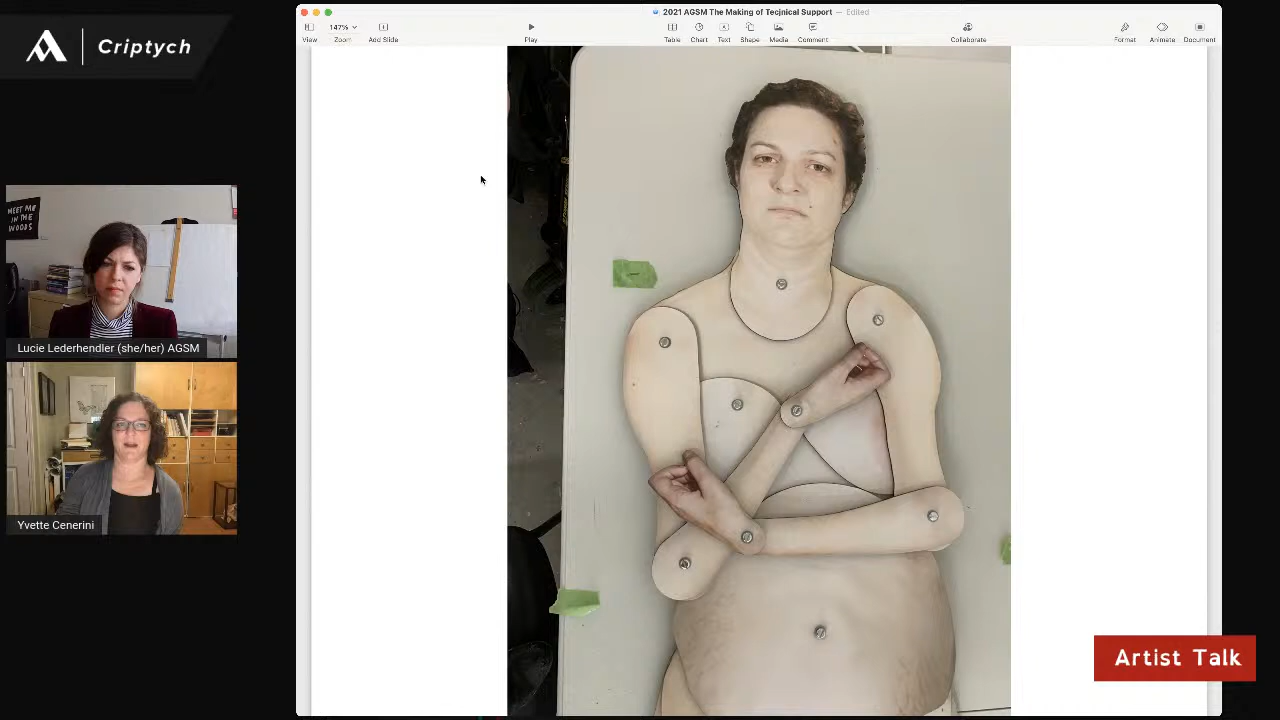 Criptych
2021 AGSM The Making of Tecjnical Support — Edited
147%
View
Zoom
Add Slide
Play
Table
Chart
Text
Shape
Media
Comment
Collaborate
Format
Animate
Document
MEET ME
IN THE
WOODS
Lucie Lederhendler (she/her) AGSM
Yvette Cenerini
Artist Talk